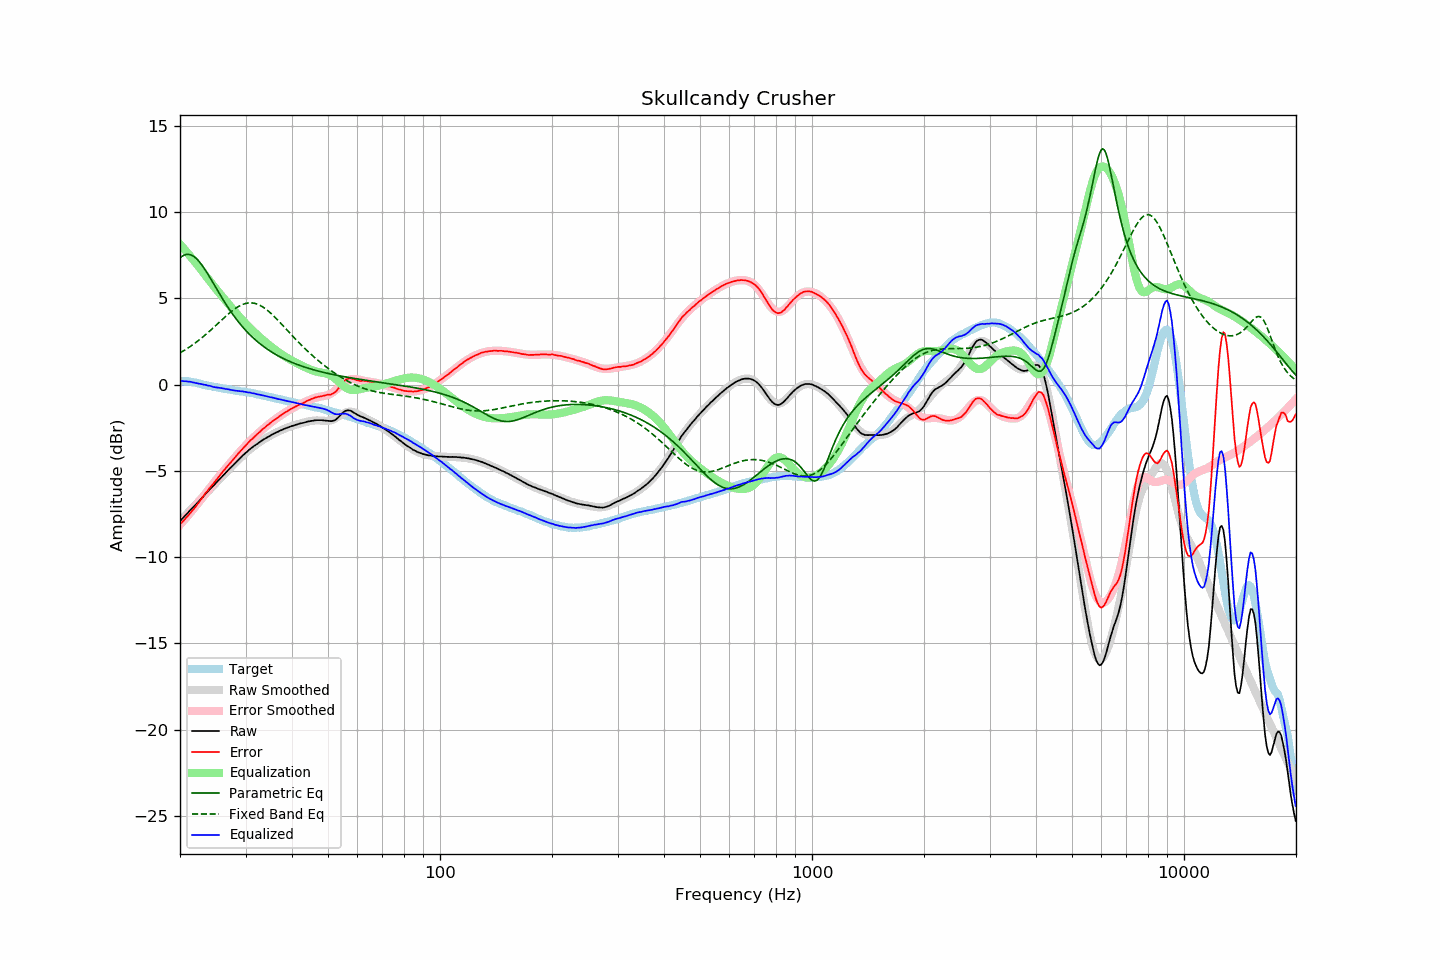 Skullcandy Crusher
15
10
5
0
−5
−10
−15
−20
−25
Amplitude (dBr)
Target
Raw Smoothed
Error Smoothed
Raw
Error
Equalization
Parametric Eq
Fixed Band Eq
Equalized
100
1000
10000
Frequency (Hz)